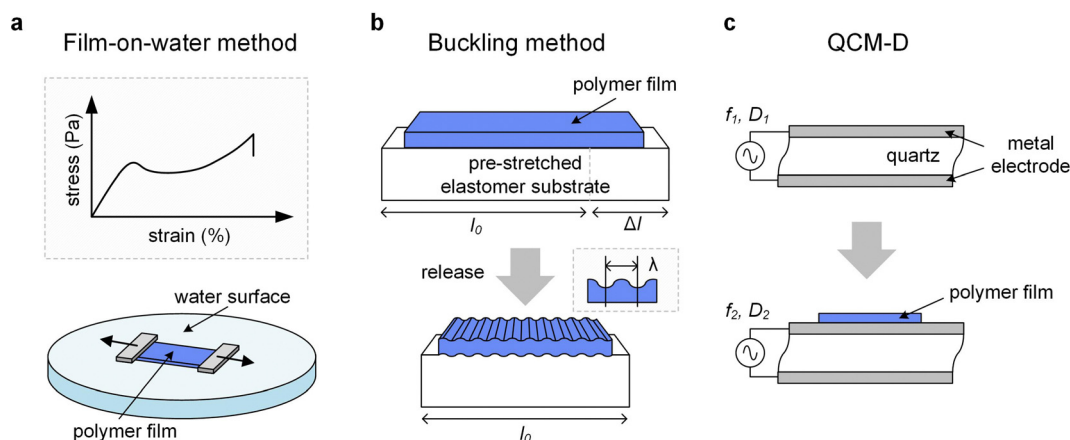 a
Film-on-water method
stress (Pa)
strain (%)
water surface
polymer film
b
Buckling method
polymer film
pre-stretched
elastomer substrate
l₀
Δl
release
λ
l₀
c
QCM-D
f₁, D₁
quartz
metal
electrode
polymer film
f₂, D₂